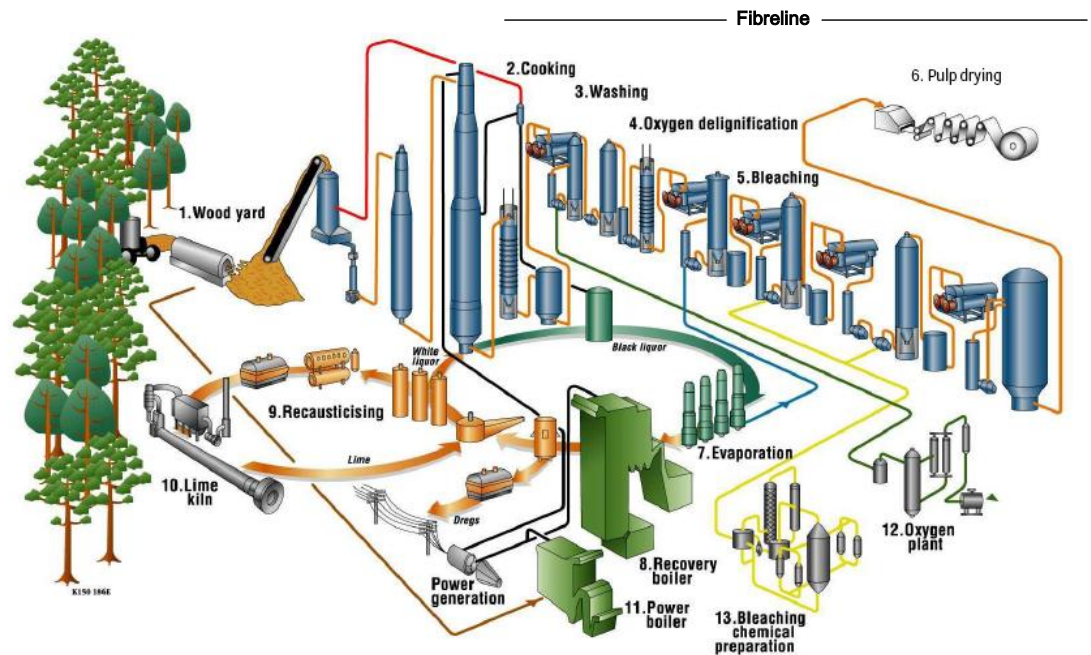 Fibreline
6. Pulp drying
2.Cooking
3.Washing
4.Oxygen delignification
5.Bleaching
1.Wood yard
White
liquor
Black liquor
9.Recausticising
7.Evaporation
Lime
10.Lime
kiln
Dregs
12.Oxygen
plant
8.Recovery
boiler
Power
generation
11.Power
boiler
13.Bleaching
chemical
preparation
K150 186E